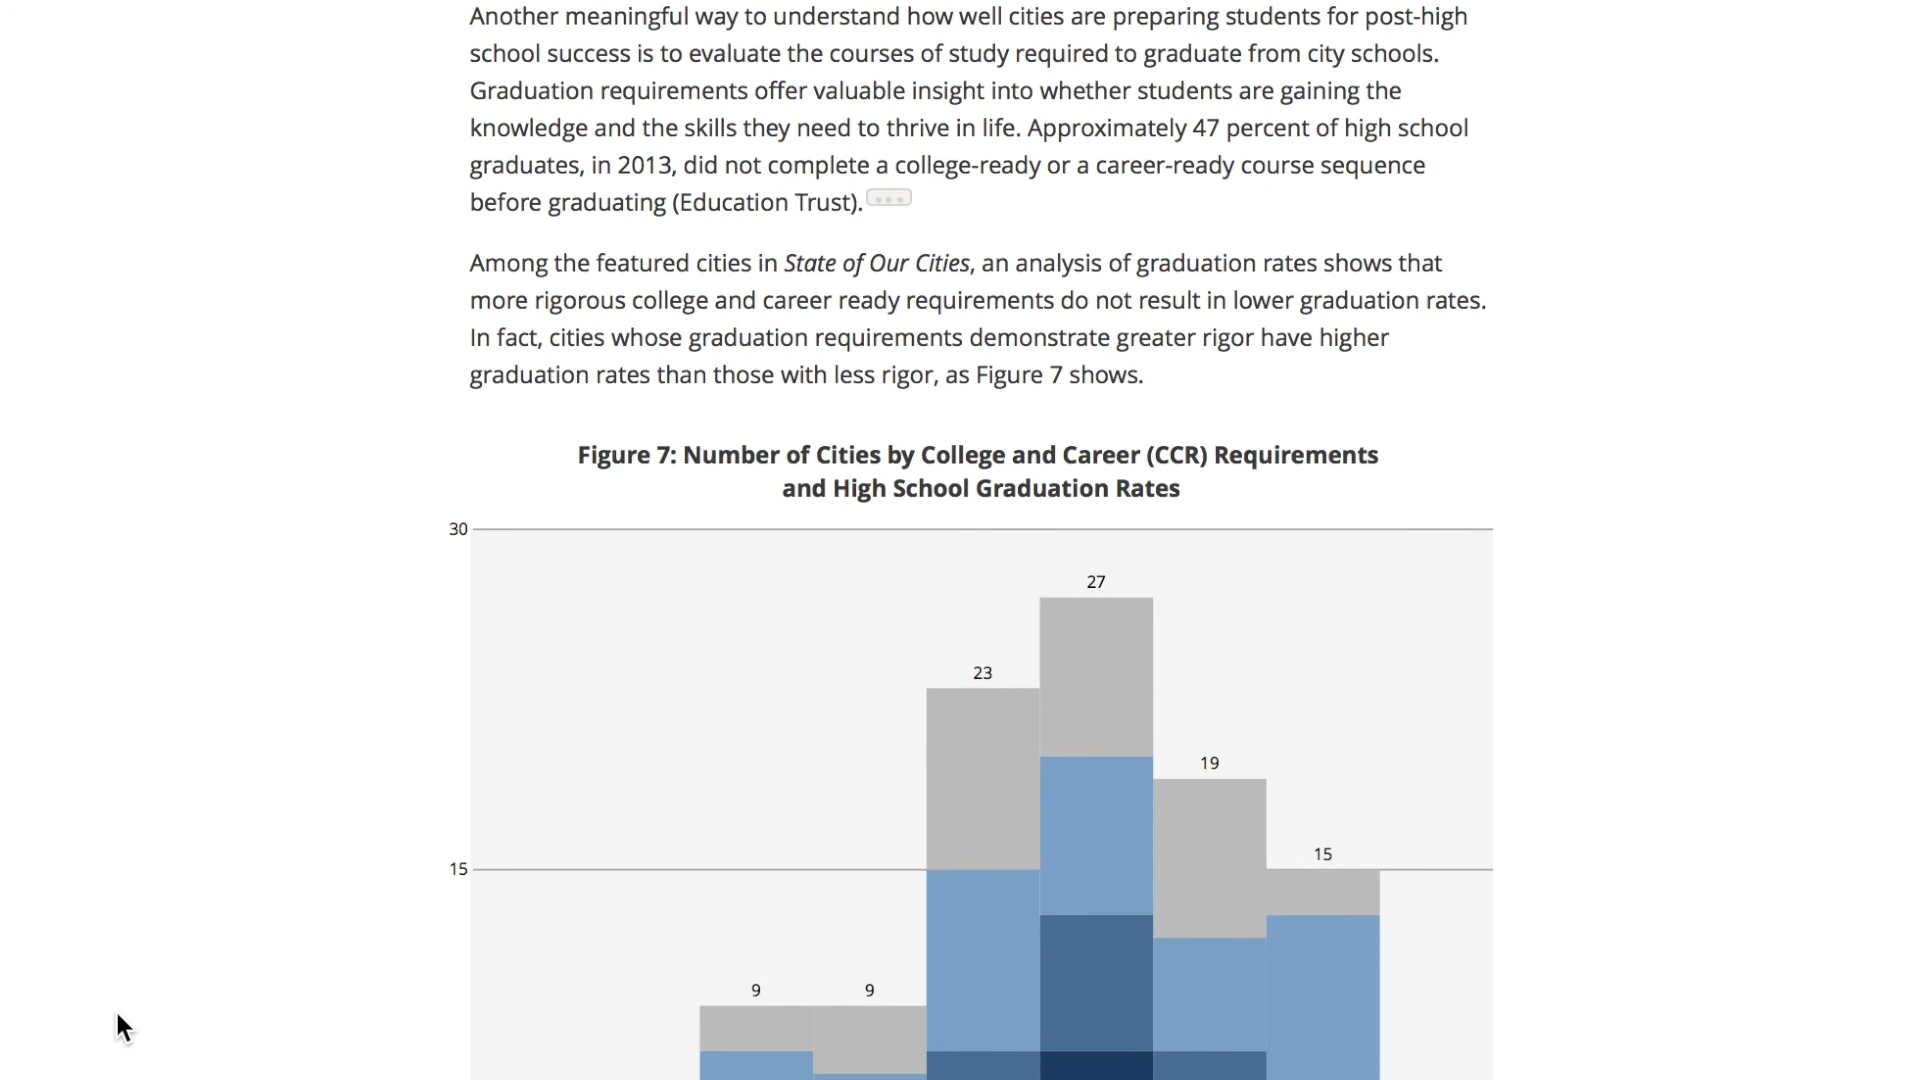 Another meaningful way to understand how well cities are preparing students for post-high
school success is to evaluate the courses of study required to graduate from city schools.
Graduation requirements offer valuable insight into whether students are gaining the
knowledge and the skills they need to thrive in life. Approximately 47 percent of high school
graduates, in 2013, did not complete a college-ready or a career-ready course sequence
before graduating (Education Trust).
Among the featured cities in State of Our Cities, an analysis of graduation rates shows that
more rigorous college and career ready requirements do not result in lower graduation rates.
In fact, cities whose graduation requirements demonstrate greater rigor have higher
graduation rates than those with less rigor, as Figure 7 shows.
Figure 7: Number of Cities by College and Career (CCR) Requirements
and High School Graduation Rates
30
27
23
19
15
15
9
9